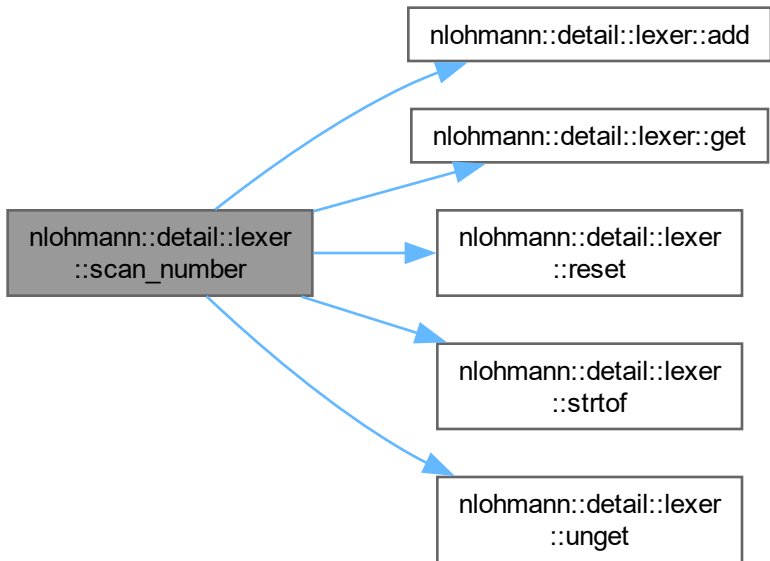 nlohmann::detail::lexer::add
nlohmann::detail::lexer::get
nlohmann::detail::lexer
::scan_number
nlohmann::detail::lexer
::reset
nlohmann::detail::lexer
::strtof
nlohmann::detail::lexer
::unget